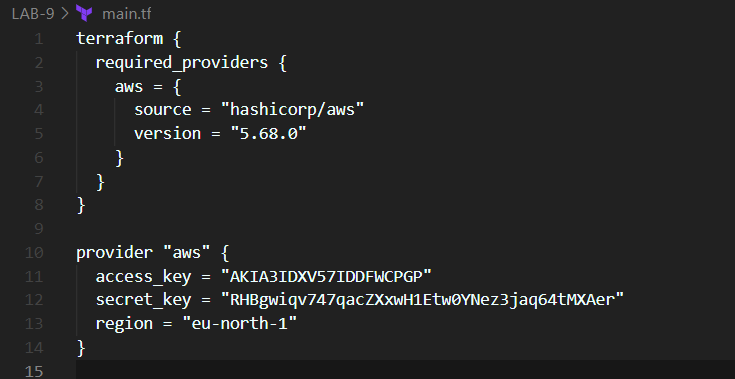 LAB-9 > main.tf
1 terraform {
2 required_providers {
3 aws = {
4 source = "hashicorp/aws"
5 version = "5.68.0"
6 }
7 }
8 }
9
10 provider "aws" {
11 access_key = "AKIA3IDXV57IDDFWCPGP"
12 secret_key = "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"
13 region = "eu-north-1"
14 }
15